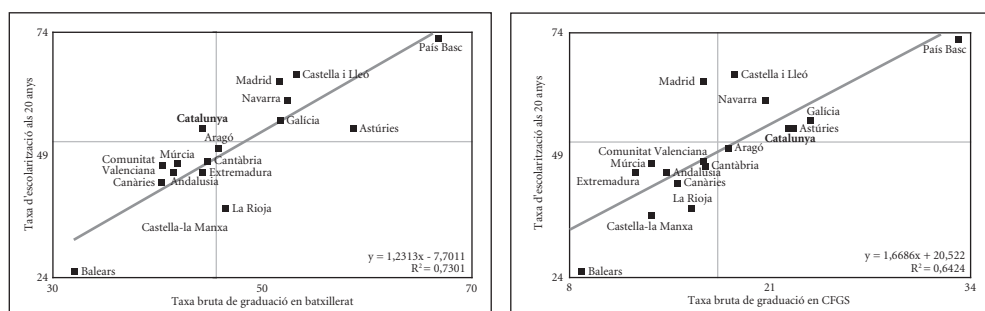 74
49
24
Taxa d'escolarització als 20 anys
País Basc
Castella i Lleó
Madrid
Navarra
Galícia
Astúries
Catalunya
Aragó
Múrcia
Comunitat
Valenciana
Canàries
Andalusia
Cantàbria
Extremadura
La Rioja
Castella-la Manxa
Balears
y = 1,2313x - 7,7011
R² = 0,7301
30
50
70
Taxa bruta de graduació en batxillerat
74
49
24
Taxa d'escolarització als 20 anys
País Basc
Castella i Lleó
Madrid
Navarra
Galícia
Astúries
Catalunya
Aragó
Comunitat Valenciana
Múrcia
Cantàbria
Extremadura
Andalusia
Canàries
La Rioja
Castella-la Manxa
Balears
y = 1,6686x + 20,522
R² = 0,6424
8
21
34
Taxa bruta de graduació en CFGS